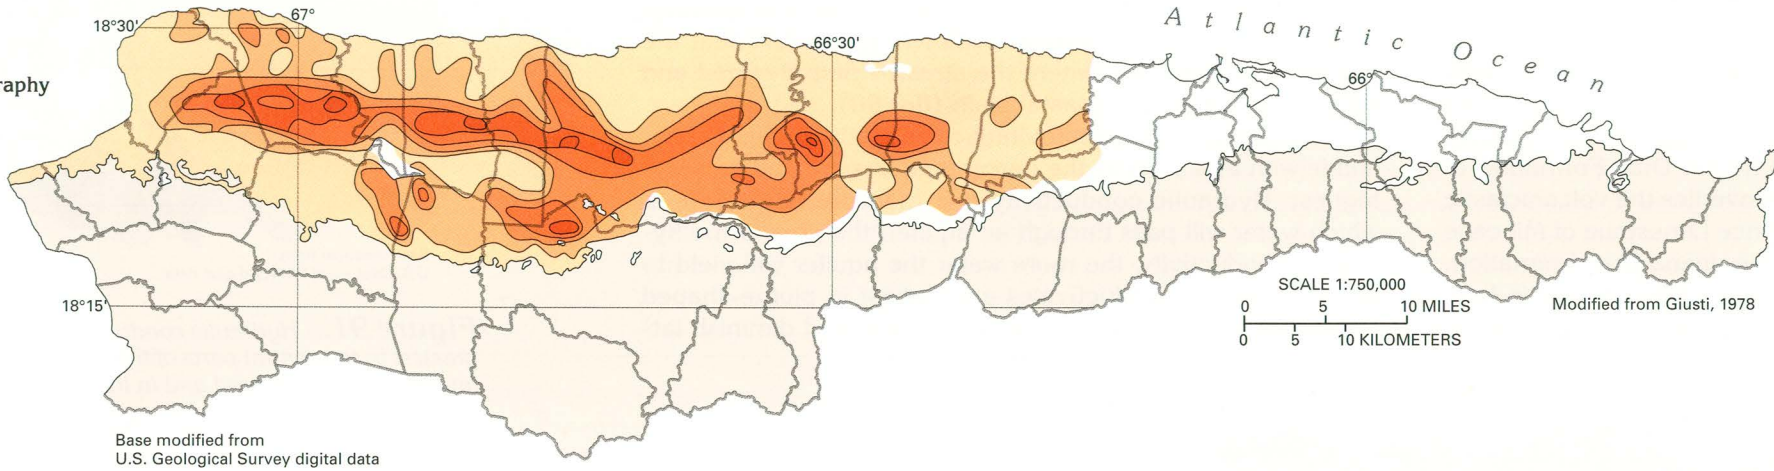 Atlantic Ocean
67°
18°30'
66°30'
66°
raphy
18°15'
SCALE 1:750,000
0 5 10 MILES
0 5 10 KILOMETERS
Modified from Giusti, 1978
Base modified from
U.S. Geological Survey digital data